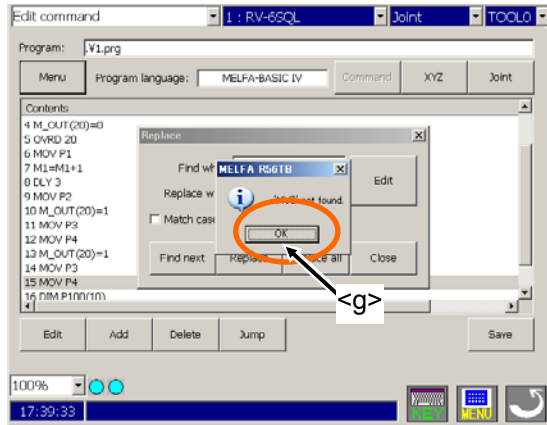 Edit command 1 : RV-6SQL Joint TOOL0
Program: .¥1.prg
Menu Program language: MELFA-BASIC IV Command XYZ Joint
Contents
4 M_OUT(20)=0
5 OVRD 20
6 MOV P1
7 M1=M1+1
8 DLY 3
9 MOV P2
10 M_OUT(20)=1
11 MOV P3
12 MOV P4
13 M_OUT(20)=1
14 MOV P3
15 MOV P4
16 DIM P100(10)
Replace
Find wh
Edit
Replace w
Match case
Find next Replace all Close
MELFA R56TB
not found.
OK
<g>
Edit Add Delete Jump Save
100%
17:39:33 KEY MENU